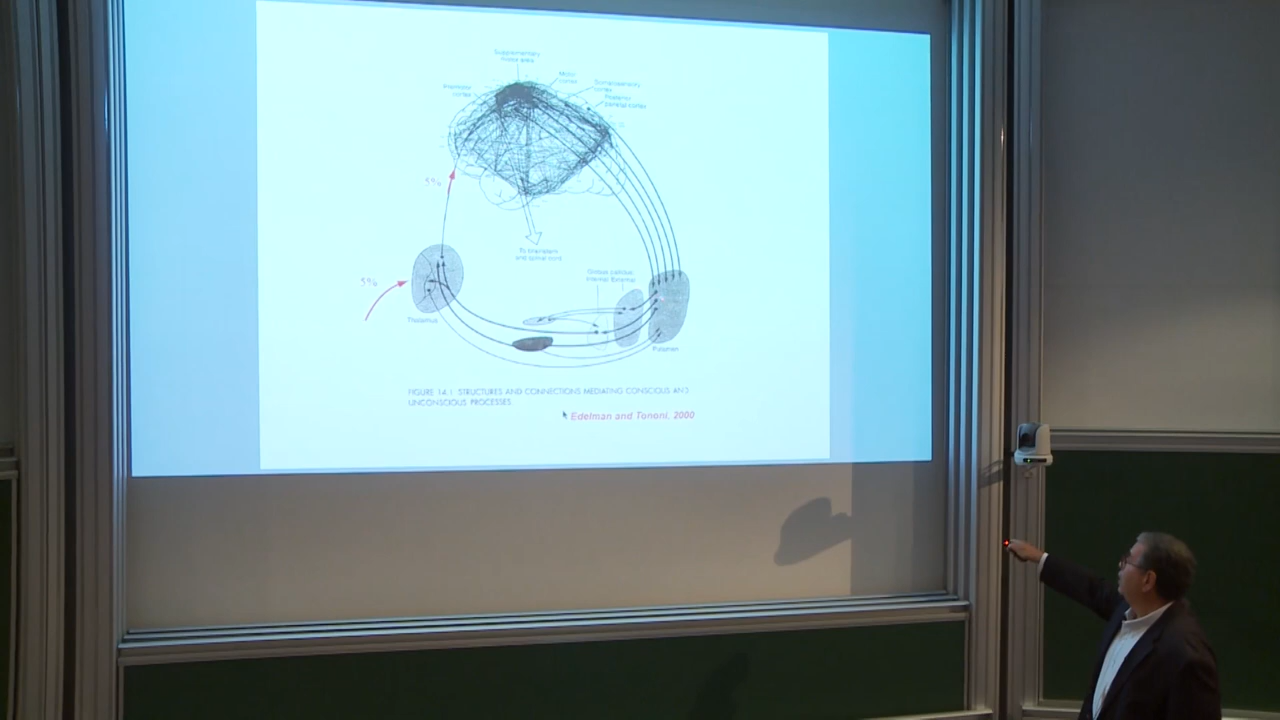 Supplementary
motor area
Motor
cortex
Somatosensory
cortex
Premotor
cortex
Posterior
parietal cortex
5%
To brainstem
and spinal cord
5%
Globus pallidus
Internal External
Thalamus
Putamen
FIGURE 14.1 STRUCTURES AND CONNECTIONS MEDIATING CONSCIOUS AND
UNCONSCIOUS PROCESSES
Edelman and Tononi, 2000